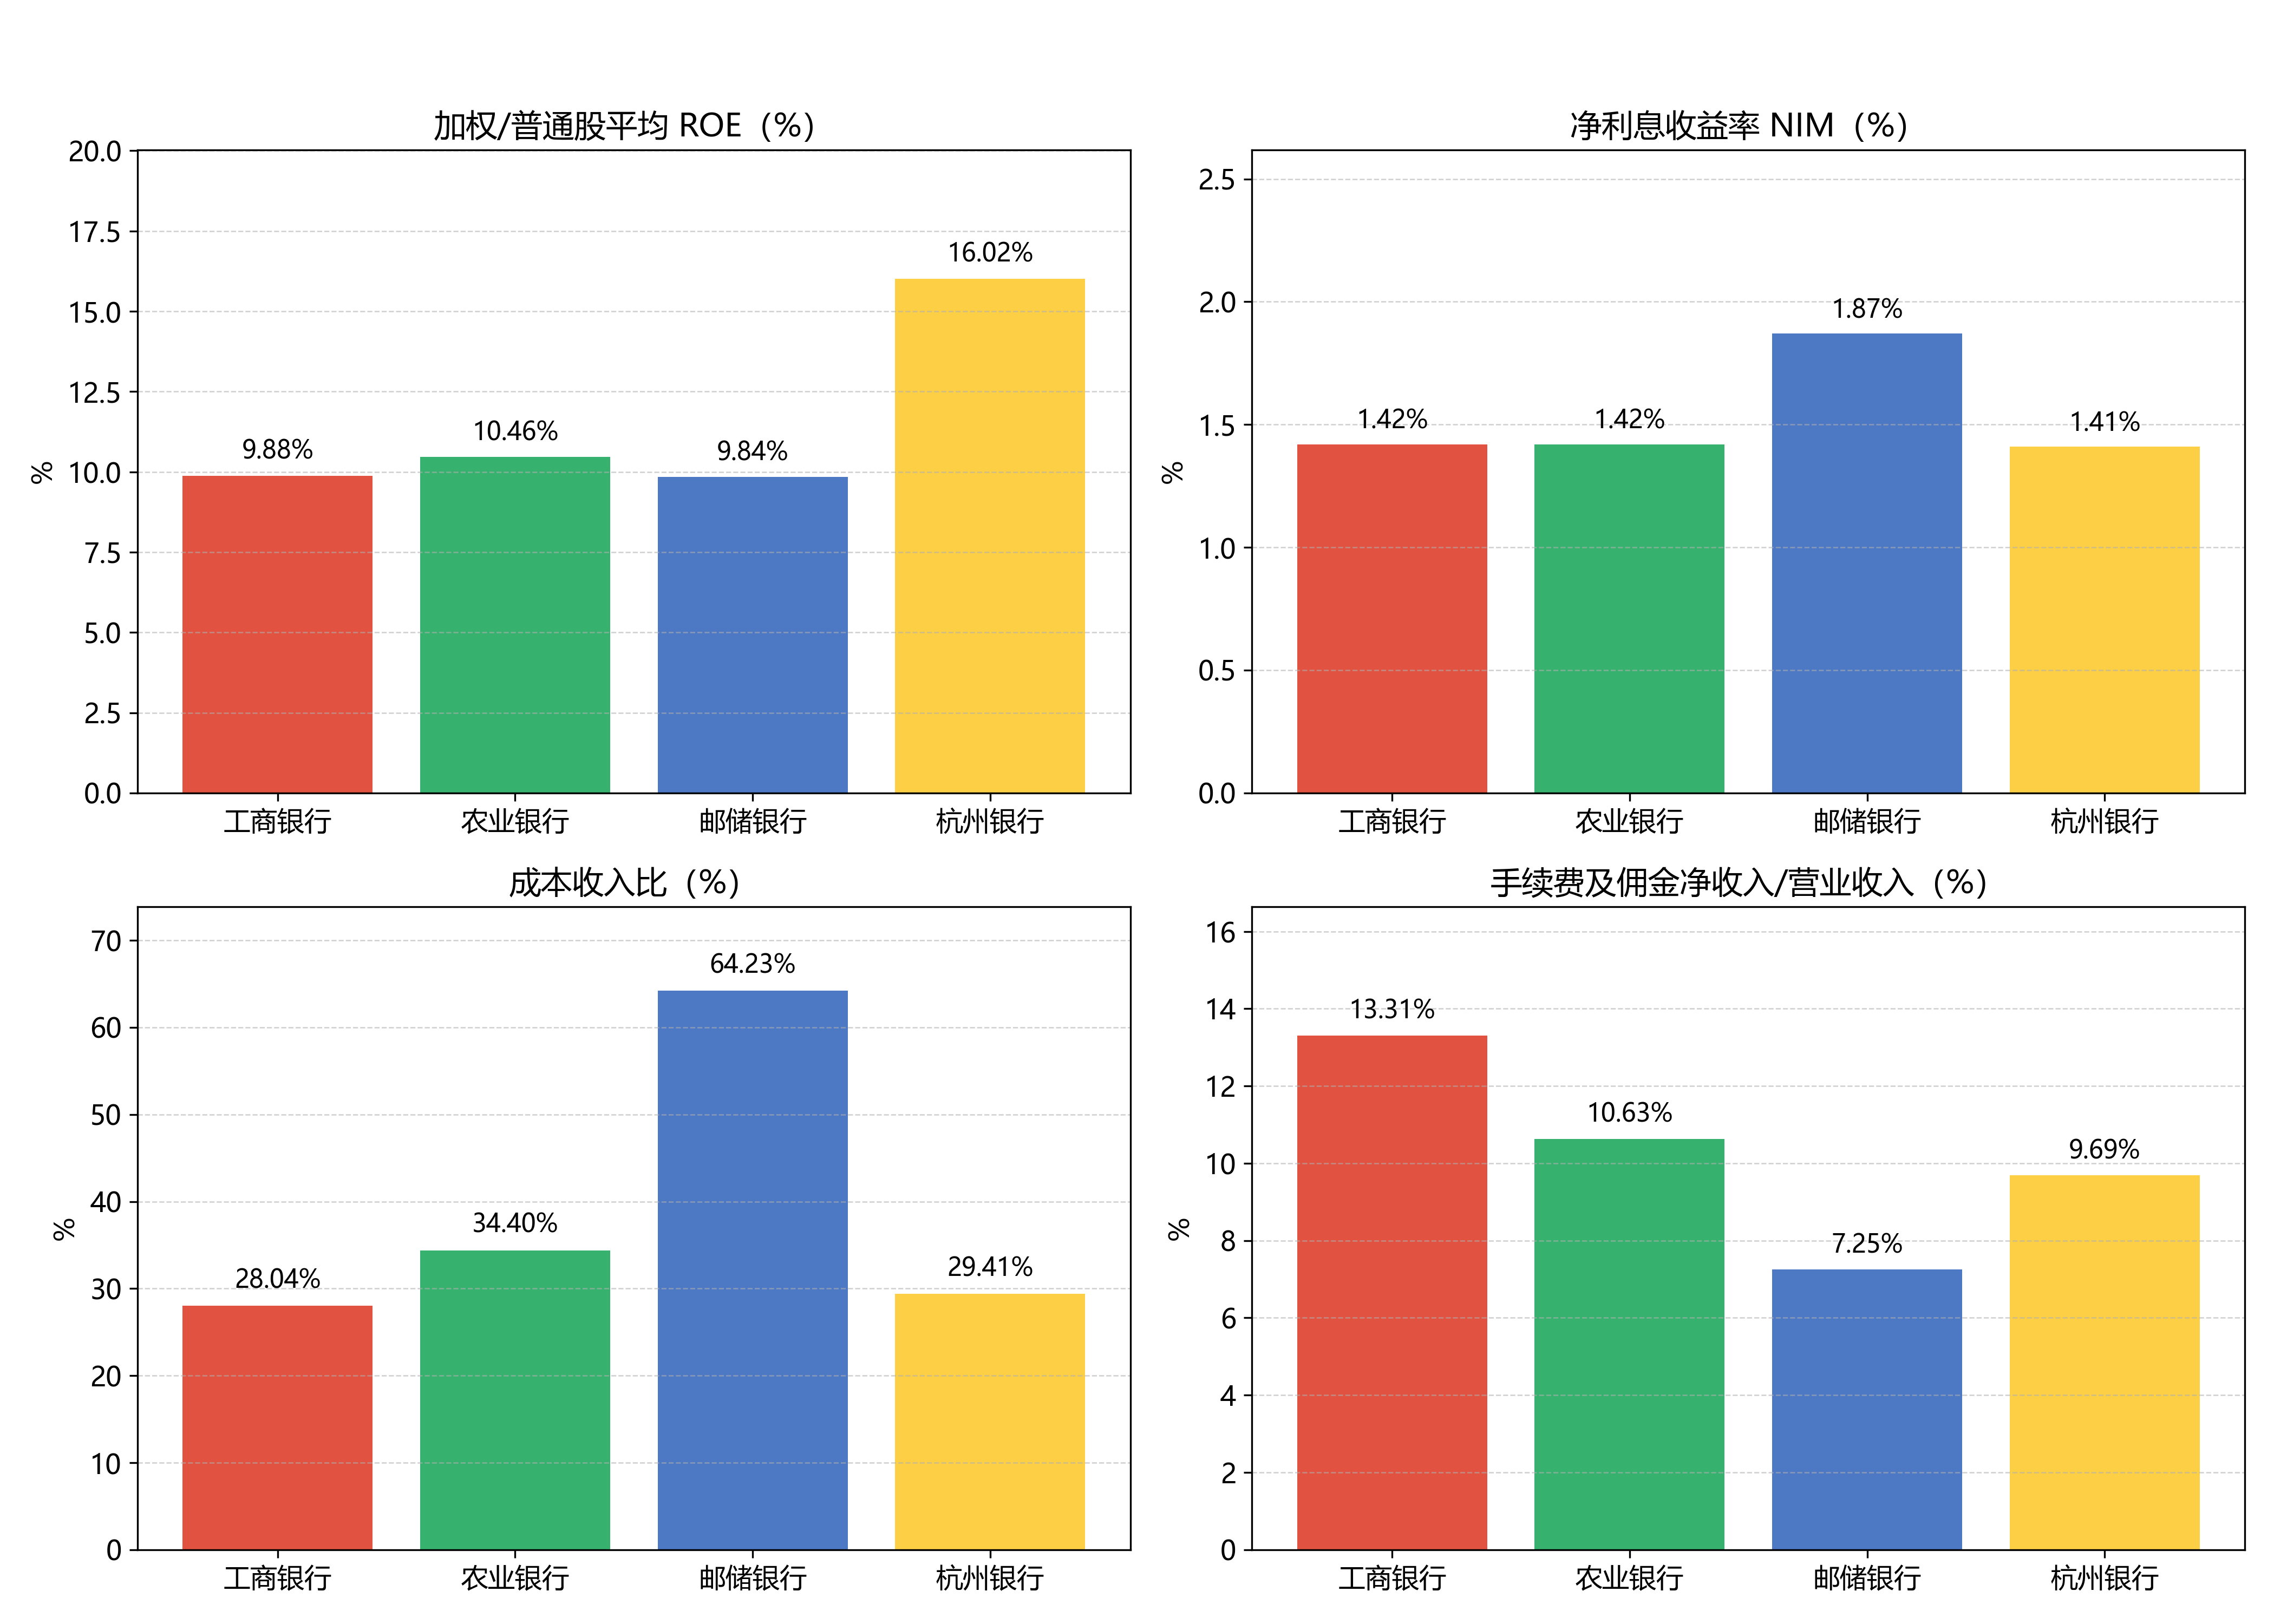 加权/普通股平均 ROE（%）
20.0
17.5
15.0
12.5
10.0
7.5
5.0
2.5
0.0
%
9.88%
10.46%
9.84%
16.02%
工商银行
农业银行
邮储银行
杭州银行
净利息收益率 NIM（%）
2.5
2.0
1.5
1.0
0.5
0.0
%
1.42%
1.42%
1.87%
1.41%
工商银行
农业银行
邮储银行
杭州银行
成本收入比（%）
70
60
50
40
30
20
10
0
%
28.04%
34.40%
64.23%
29.41%
工商银行
农业银行
邮储银行
杭州银行
手续费及佣金净收入/营业收入（%）
16
14
12
10
8
6
4
2
0
%
13.31%
10.63%
7.25%
9.69%
工商银行
农业银行
邮储银行
杭州银行